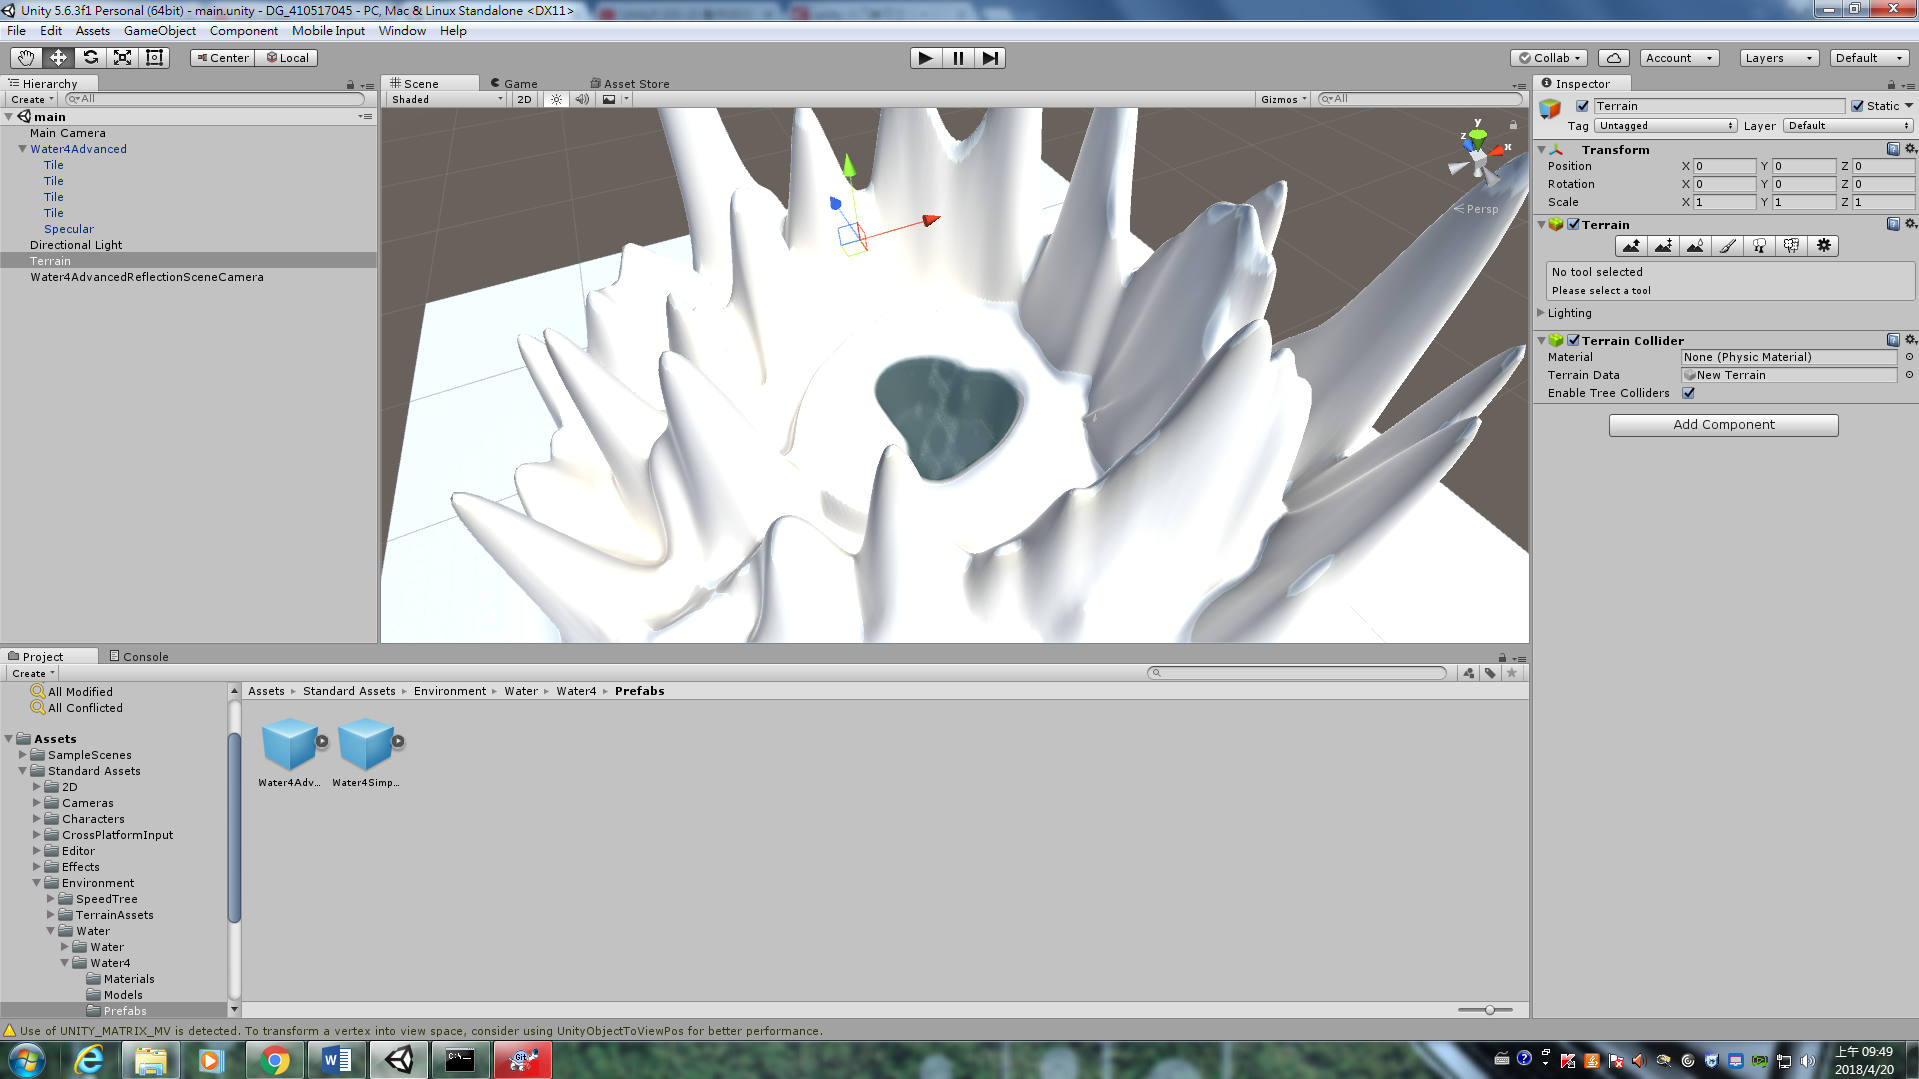 Unity 5.6.3f1 Personal (64bit) - main.unity - DG_410517045 - PC, Mac & Linux Standalone <DX11>
File Edit Assets GameObject Component Mobile Input Window Help
Center Local Collab Account Layers Default
Hierarchy
Create All
main
Main Camera
Water4Advanced
Tile
Tile
Tile
Tile
Specular
Directional Light
Terrain
Water4AdvancedReflectionSceneCamera
Scene Game Asset Store
Shaded 2D Gizmos All
y
z x
Persp
Inspector
Terrain Static
Tag Untagged Layer Default
Transform
Position X 0 Y 0 Z 0
Rotation X 0 Y 0 Z 0
Scale X 1 Y 1 Z 1
Terrain
No tool selected
Please select a tool
Lighting
Terrain Collider
Material None (Physic Material)
Terrain Data New Terrain
Enable Tree Colliders
Add Component
Project Console
Create
All Modified
All Conflicted
Assets
SampleScenes
Standard Assets
2D
Cameras
Characters
CrossPlatformInput
Editor
Effects
Environment
SpeedTree
TerrainAssets
Water
Water
Water4
Materials
Models
Prefabs
Assets Standard Assets Environment Water Water4 Prefabs
Water4Adv...
Water4Simp...
Use of UNITY_MATRIX_MV is detected. To transform a vertex into view space, consider using UnityObjectToViewPos for better performance.
C:\
Git
上午 09:49
2018/4/20